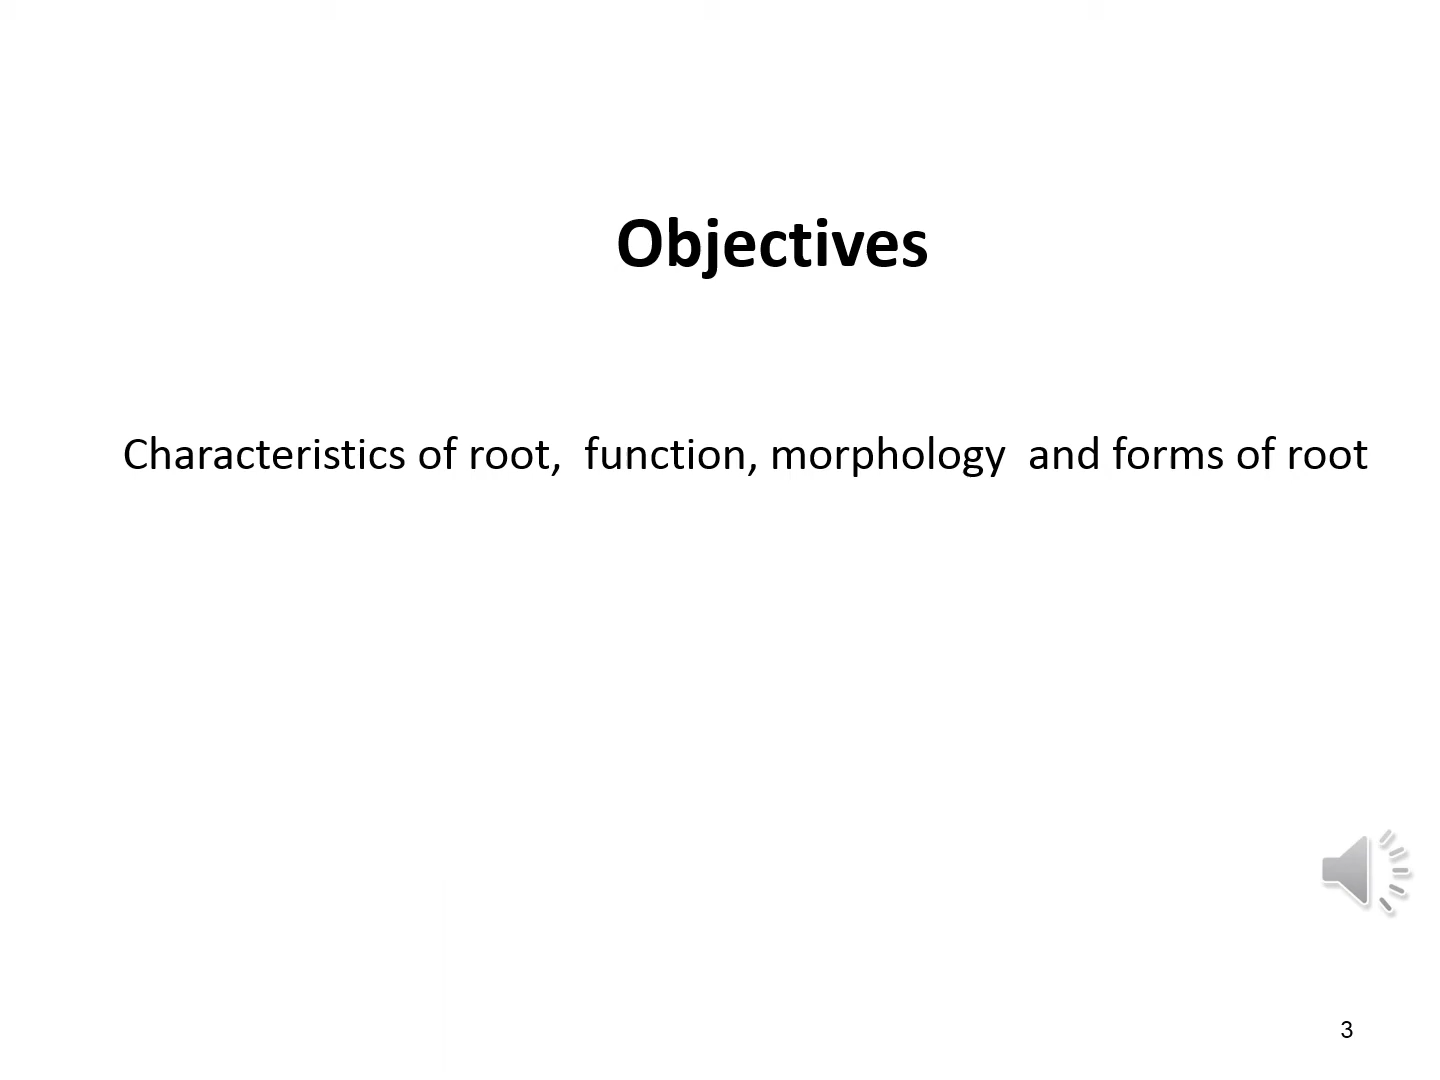 Objectives
Characteristics of root,  function, morphology  and forms of root
3